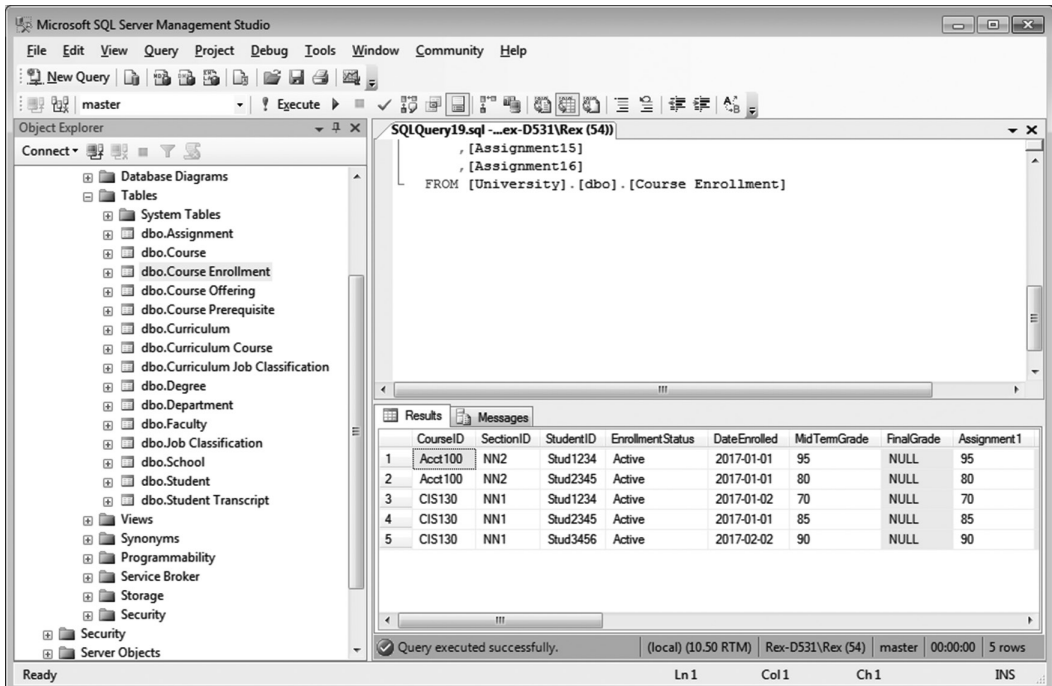 Microsoft SQL Server Management Studio
File Edit View Query Project Debug Tools Window Community Help
New Query
master Execute
Object Explorer
Connect
Database Diagrams
Tables
System Tables
dbo.Assignment
dbo.Course
dbo.Course Enrollment
dbo.Course Offering
dbo.Course Prerequisite
dbo.Curriculum
dbo.Curriculum Course
dbo.Curriculum Job Classification
dbo.Degree
dbo.Department
dbo.Faculty
dbo.Job Classification
dbo.School
dbo.Student
dbo.Student Transcript
Views
Synonyms
Programmability
Service Broker
Storage
Security
Security
Server Objects
SQLQuery19.sql -...ex-D531\Rex (54))
,[Assignment15]
,[Assignment16]
FROM [University].[dbo].[Course Enrollment]
Results Messages
CourseID SectionID StudentID EnrollmentStatus DateEnrolled MidTermGrade FinalGrade Assignment1
1 Acct100 NN2 Stud1234 Active 2017-01-01 95 NULL 95
2 Acct100 NN2 Stud2345 Active 2017-01-01 80 NULL 80
3 CIS130 NN1 Stud1234 Active 2017-01-02 70 NULL 70
4 CIS130 NN1 Stud2345 Active 2017-01-01 85 NULL 85
5 CIS130 NN1 Stud3456 Active 2017-02-02 90 NULL 90
Query executed successfully. (local) (10.50 RTM) Rex-D531\Rex (54) master 00:00:00 5 rows
Ready Ln 1 Col 1 Ch 1 INS